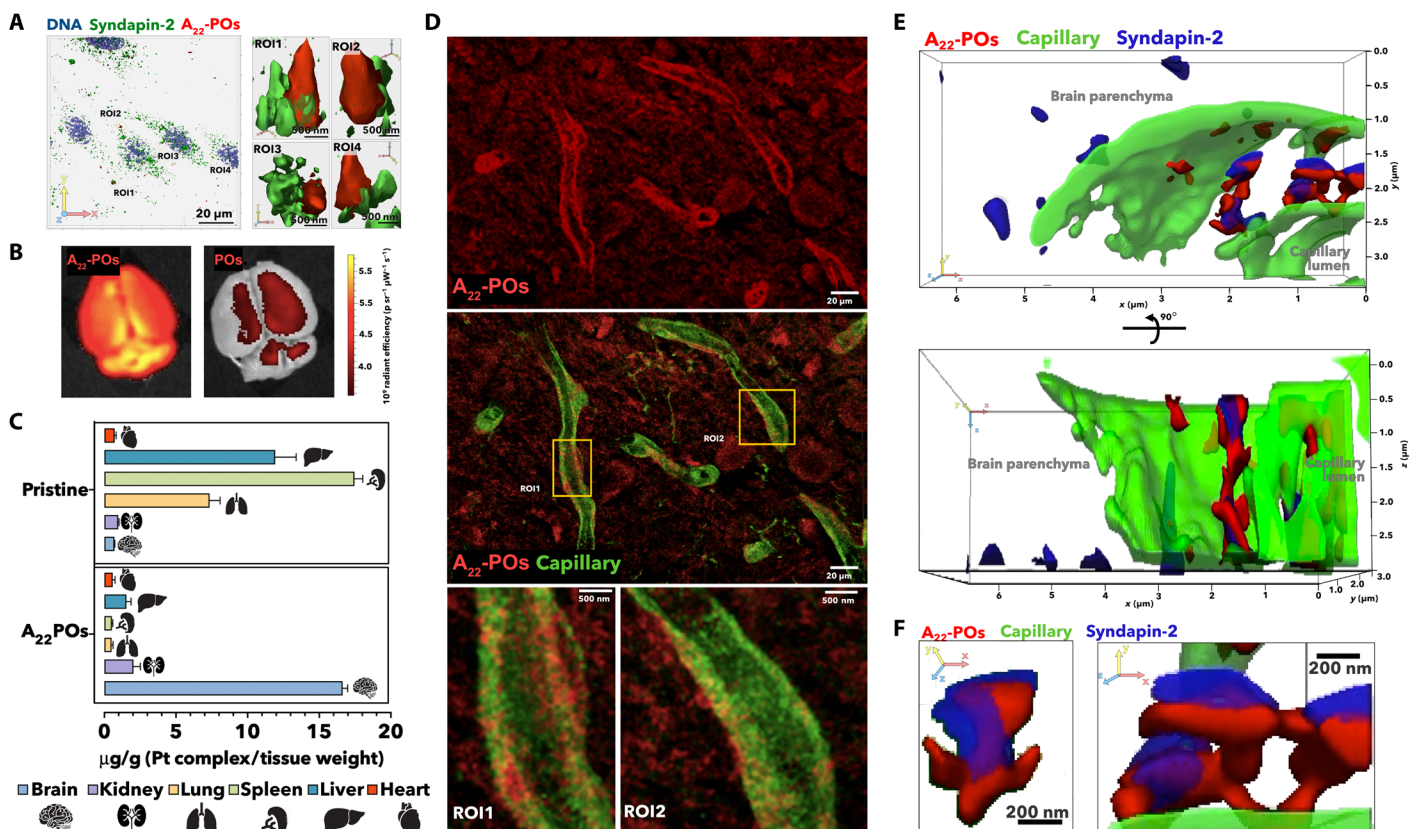 A
DNA Syndapin-2 A22-POs
ROI2
ROI3
ROI4
ROI1
y
z
x
20 µm
ROI1
500 nm
ROI2
500 nm
ROI3
500 nm
ROI4
500 nm
B
A22-POs
POs
5.5
5.5
4.5
4.0
10⁹ radiant efficiency (p sr⁻¹ µW⁻¹ s⁻¹)
C
Pristine
A22POs
0 5 10 15 20
µg/g (Pt complex/tissue weight)
Brain Kidney Lung Spleen Liver Heart
D
A22-POs
20 µm
ROI1
ROI2
A22-POs Capillary
20 µm
500 nm
ROI1
500 nm
ROI2
E
A22-POs Capillary Syndapin-2
Brain parenchyma
Capillary
lumen
0.0
0.5
1.0
1.5
2.0
2.5
3.0
y (µm)
y
z
x
6 5 4 3 2 1 0
x (µm)
90°
y
x
z
Brain parenchyma
Capillary
lumen
0.0
0.5
1.0
1.5
2.0
2.5
3.0
z (µm)
2.0
1.0
y (µm)
6 5 4 3 2 1 0
x (µm)
F
A22-POs Capillary Syndapin-2
y
x
z
200 nm
y
x
z
200 nm